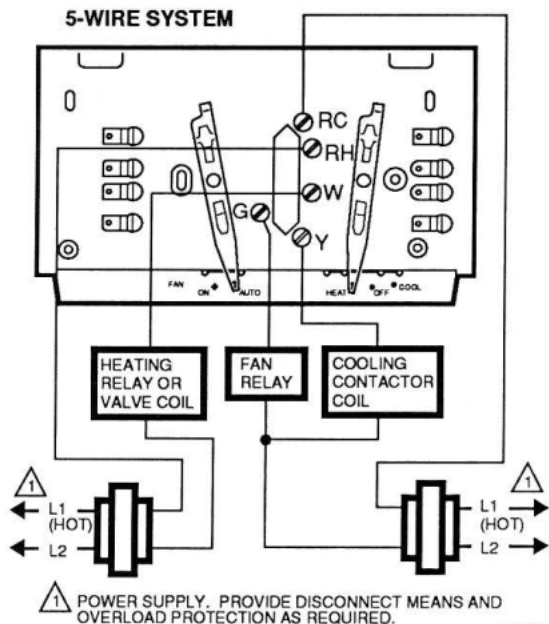 5-WIRE SYSTEM
RC
RH
W
G
Y
FAN
ON
AUTO
HEAT
OFF
COOL
HEATING
RELAY OR
VALVE COIL
FAN
RELAY
COOLING
CONTACTOR
COIL
1
L1
(HOT)
L2
1
L1
(HOT)
L2
1 POWER SUPPLY. PROVIDE DISCONNECT MEANS AND
OVERLOAD PROTECTION AS REQUIRED.